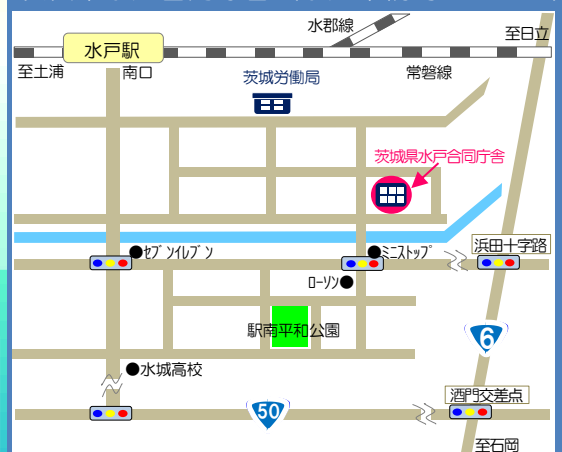 水郡線
至日立
水戸駅
至土浦
南口
茨城労働局
常磐線
茨城県水戸合同庁舎
●セブンイレブン
●ミニストップ
浜田十字路
ローソン●
駅南平和公園
6
●水城高校
酒門交差点
50
至石岡